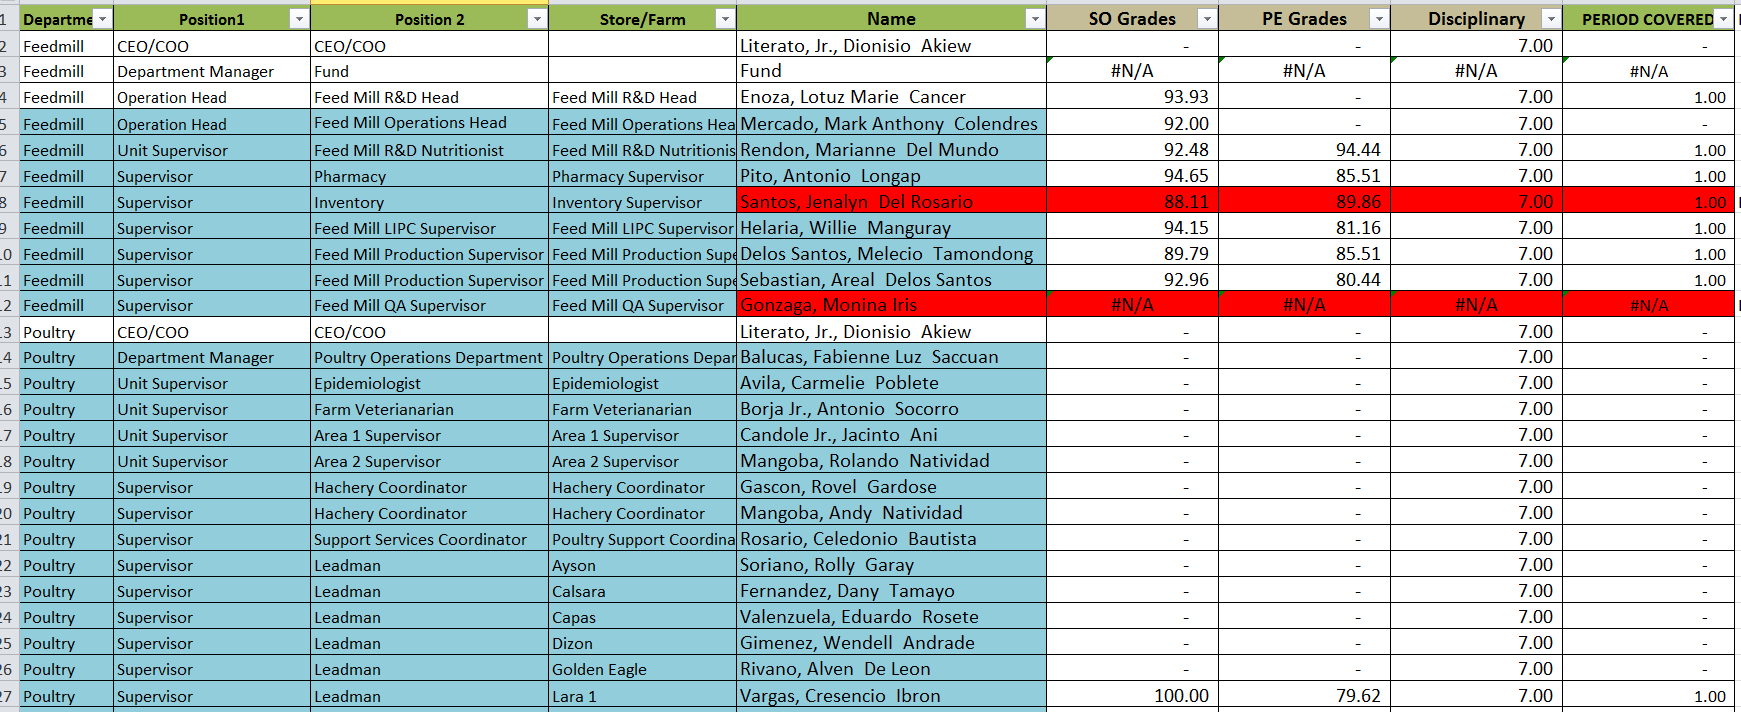 1 Departme Position1 Position 2 Store/Farm Name SO Grades PE Grades Disciplinary PERIOD COVERED
2 Feedmill CEO/COO CEO/COO Literato, Jr., Dionisio Akiew - - 7.00 -
3 Feedmill Department Manager Fund Fund #N/A #N/A #N/A #N/A
4 Feedmill Operation Head Feed Mill R&D Head Feed Mill R&D Head Enoza, Lotuz Marie Cancer 93.93 - 7.00 1.00
5 Feedmill Operation Head Feed Mill Operations Head Feed Mill Operations Hea Mercado, Mark Anthony Colendres 92.00 - 7.00 -
6 Feedmill Unit Supervisor Feed Mill R&D Nutritionist Feed Mill R&D Nutritionis Rendon, Marianne Del Mundo 92.48 94.44 7.00 1.00
7 Feedmill Supervisor Pharmacy Pharmacy Supervisor Pito, Antonio Longap 94.65 85.51 7.00 1.00
8 Feedmill Supervisor Inventory Inventory Supervisor Santos, Jenalyn Del Rosario 88.11 89.86 7.00 1.00
9 Feedmill Supervisor Feed Mill LIPC Supervisor Feed Mill LIPC Supervisor Helaria, Willie Manguray 94.15 81.16 7.00 1.00
.0 Feedmill Supervisor Feed Mill Production Supervisor Feed Mill Production Supe Delos Santos, Melecio Tamondong 89.79 85.51 7.00 1.00
.1 Feedmill Supervisor Feed Mill Production Supervisor Feed Mill Production Supe Sebastian, Areal Delos Santos 92.96 80.44 7.00 1.00
.2 Feedmill Supervisor Feed Mill QA Supervisor Feed Mill QA Supervisor Gonzaga, Monina Iris #N/A #N/A #N/A #N/A
.3 Poultry CEO/COO CEO/COO Literato, Jr., Dionisio Akiew - - 7.00 -
.4 Poultry Department Manager Poultry Operations Department Poultry Operations Depar Balucas, Fabienne Luz Saccuan - - 7.00 -
.5 Poultry Unit Supervisor Epidemiologist Epidemiologist Avila, Carmelie Poblete - - 7.00 -
.6 Poultry Unit Supervisor Farm Veterianarian Farm Veterianarian Borja Jr., Antonio Socorro - - 7.00 -
.7 Poultry Unit Supervisor Area 1 Supervisor Area 1 Supervisor Candole Jr., Jacinto Ani - - 7.00 -
.8 Poultry Unit Supervisor Area 2 Supervisor Area 2 Supervisor Mangoba, Rolando Natividad - - 7.00 -
.9 Poultry Supervisor Hachery Coordinator Hachery Coordinator Gascon, Rovel Gardose - - 7.00 -
20 Poultry Supervisor Hachery Coordinator Hachery Coordinator Mangoba, Andy Natividad - - 7.00 -
21 Poultry Supervisor Support Services Coordinator Poultry Support Coordina Rosario, Celedonio Bautista - - 7.00 -
22 Poultry Supervisor Leadman Ayson Soriano, Rolly Garay - - 7.00 -
23 Poultry Supervisor Leadman Calsara Fernandez, Dany Tamayo - - 7.00 -
24 Poultry Supervisor Leadman Capas Valenzuela, Eduardo Rosete - - 7.00 -
25 Poultry Supervisor Leadman Dizon Gimenez, Wendell Andrade - - 7.00 -
26 Poultry Supervisor Leadman Golden Eagle Rivano, Alven De Leon - - 7.00 -
27 Poultry Supervisor Leadman Lara 1 Vargas, Cresencio Ibron 100.00 79.62 7.00 1.00